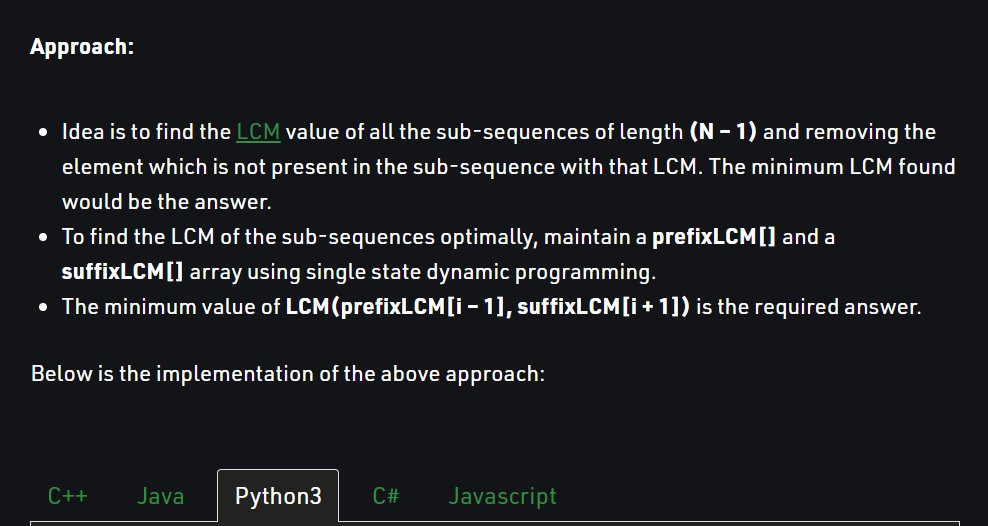 Approach:
• Idea is to find the LCM value of all the sub-sequences of length (N – 1) and removing the
element which is not present in the sub-sequence with that LCM. The minimum LCM found
would be the answer.
• To find the LCM of the sub-sequences optimally, maintain a prefixLCM[] and a
suffixLCM[] array using single state dynamic programming.
• The minimum value of LCM(prefixLCM[i – 1], suffixLCM[i + 1]) is the required answer.
Below is the implementation of the above approach:
C++ Java Python3 C# Javascript